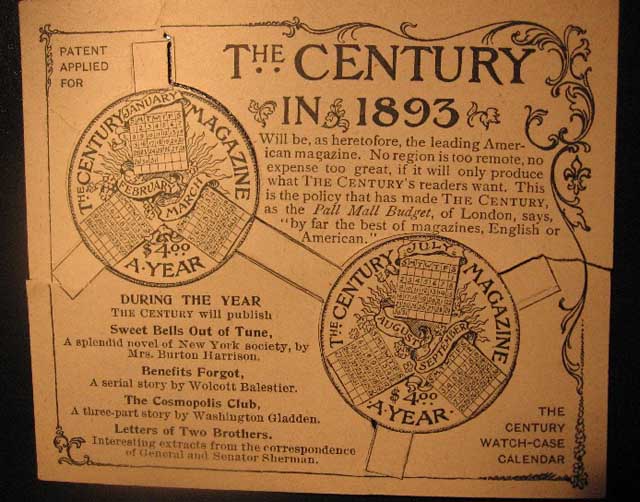 PATENT
APPLIED
FOR
THE CENTURY
IN 1893
Will be, as heretofore, the leading Amer-
ican magazine. No region is too remote, no
expense too great, if it will only produce
what THE CENTURY'S readers want. This
is the policy that has made THE CENTURY,
as the Pall Mall Budget, of London, says,
"by far the best of magazines, English or
American."
THE CENTURY MAGAZINE
JANUARY
FEBRUARY
MARCH
$4.00
A YEAR
THE CENTURY MAGAZINE
JULY
S M T W T F S
AUGUST
SEPTEMBER
$4.00
A YEAR
DURING THE YEAR
THE CENTURY will publish
Sweet Bells Out of Tune,
A splendid novel of New York society, by
Mrs. Burton Harrison.
Benefits Forgot,
A serial story by Wolcott Balestier.
The Cosmopolis Club,
A three-part story by Washington Gladden.
Letters of Two Brothers.
Interesting extracts from the correspondence
of General and Senator Sherman.
THE
CENTURY
WATCH-CASE
CALENDAR